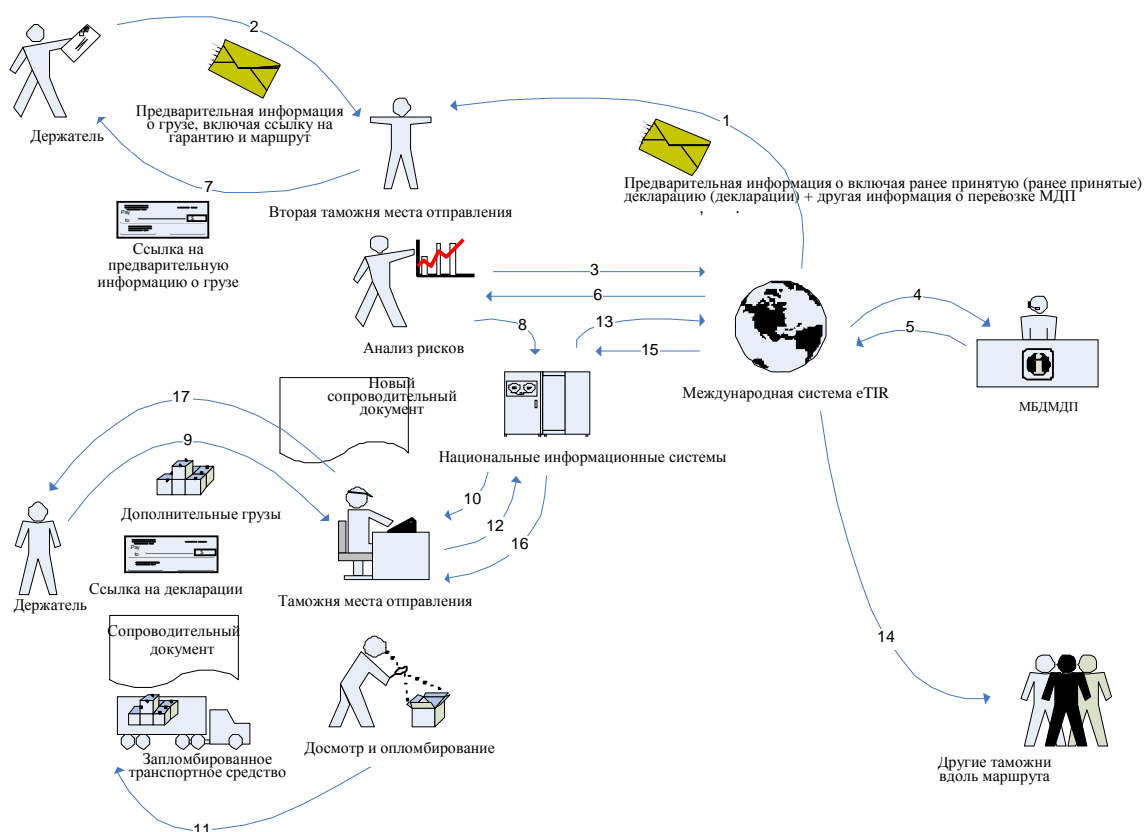 2
1
Держатель
Предварительная информация
о грузе, включая ссылку на
гарантию и маршрут
7
Предварительная информация о включая ранее принятую (ранее принятые)
декларацию (декларации) + другая информация о перевозке МДП
, .
Вторая таможня места отправления
Pay
to
$
Ссылка на
предварительную
информацию о грузе
3
6
4
5
8
13
15
Анализ рисков
Международная система eTIR
МБДМДП
Новый
сопроводительный
документ
17
9
Национальные информационные системы
10
12
16
Дополнительные грузы
Pay
to
$
Ссылка на декларации
Держатель
Таможня места отправления
Сопроводительный
документ
14
Досмотр и опломбирование
Запломбированное
транспортное средство
Другие таможни
вдоль маршрута
11